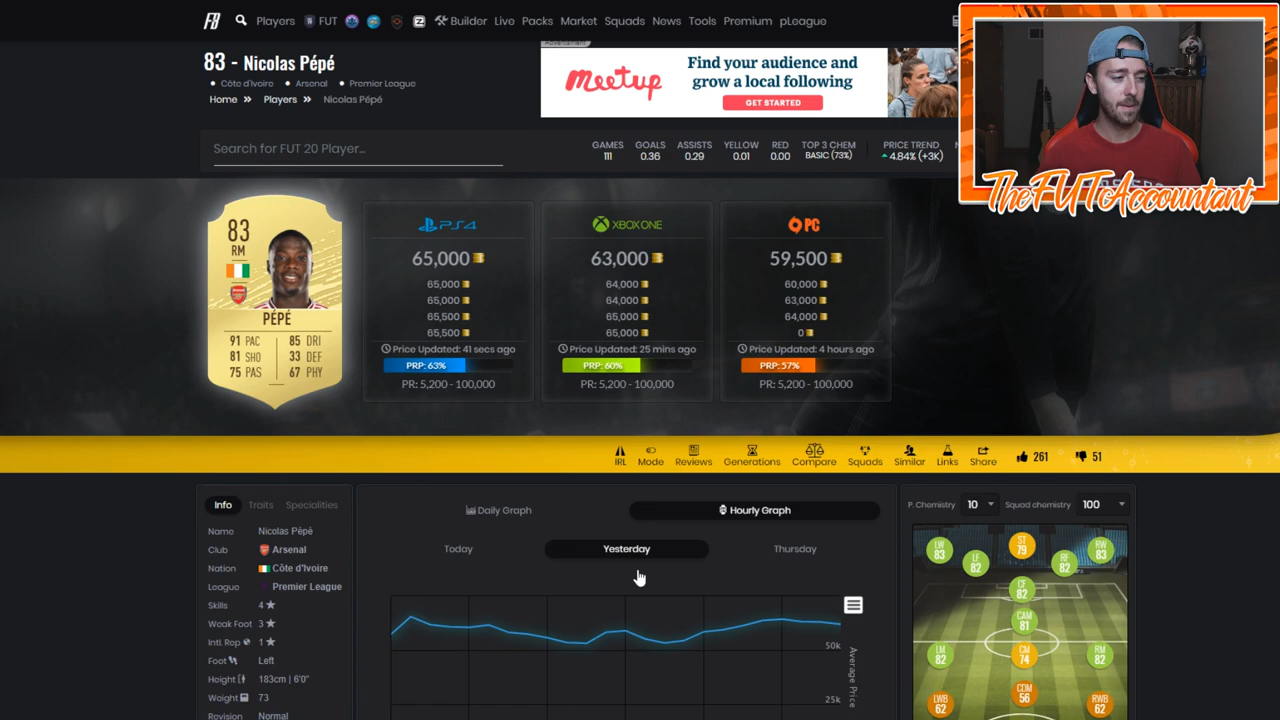 FB Players FUT Z Builder Live Packs Market Squads News Tools Premium pLeague
83 - Nicolas Pépé
Côte d'Ivoire Arsenal Premier League
Home » Players » Nicolas Pépé
Advertisement
Meetup
Find your audience and
grow a local following
GET STARTED
Search for FUT 20 Player...
GAMES GOALS ASSISTS YELLOW RED TOP 3 CHEM PRICE TREND
111 0.36 0.29 0.01 0.00 BASIC (73%) 4.84% (+3K)
TheFUTAccountant
83
RM
PÉPÉ
91 PAC 85 DRI
81 SHO 33 DEF
75 PAS 67 PHY
PS4
65,000
65,000
65,000
65,500
65,500
Price Updated: 41 secs ago
PRP: 63%
PR: 5,200 - 100,000
XBOX ONE
63,000
64,000
64,000
65,000
65,000
Price Updated: 25 mins ago
PRP: 60%
PR: 5,200 - 100,000
PC
59,500
60,000
63,000
64,000
0
Price Updated: 4 hours ago
PRP: 57%
PR: 5,200 - 100,000
IRL Mode Reviews Generations Compare Squads Similar Links Share 261 51
Info Traits Specialities
Name Nicolas Pépé
Club Arsenal
Nation Côte d'Ivoire
League Premier League
Skills 4
Weak Foot 3
Intl. Rep 1
Foot Left
Height 183cm | 6'0"
Weight 73
Revision Normal
Daily Graph Hourly Graph
Today Yesterday Thursday
50k
25k
Average Price
P. Chemistry 10 Squad chemistry 100
LW 83
LF 82
ST 79
RF 82
RW 83
CF 82
CAM 81
LM 82
CM 74
RM 82
LWB 62
CDM 56
RWB 62